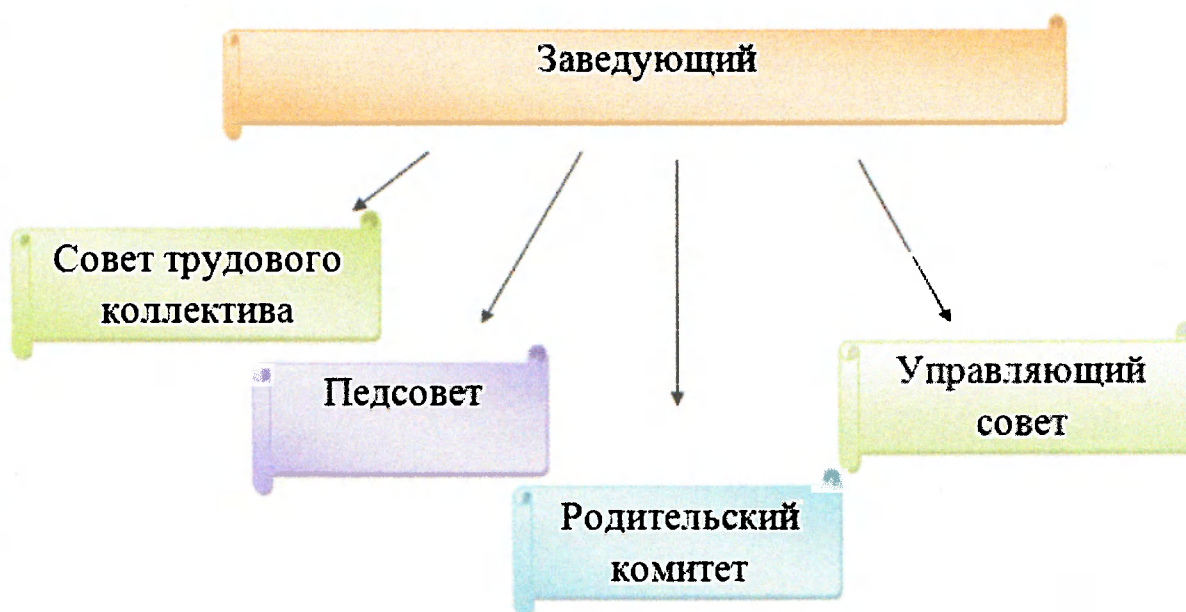 Заведующий
Совет трудового
коллектива
Педсовет
Управляющий
совет
Родительский
комитет